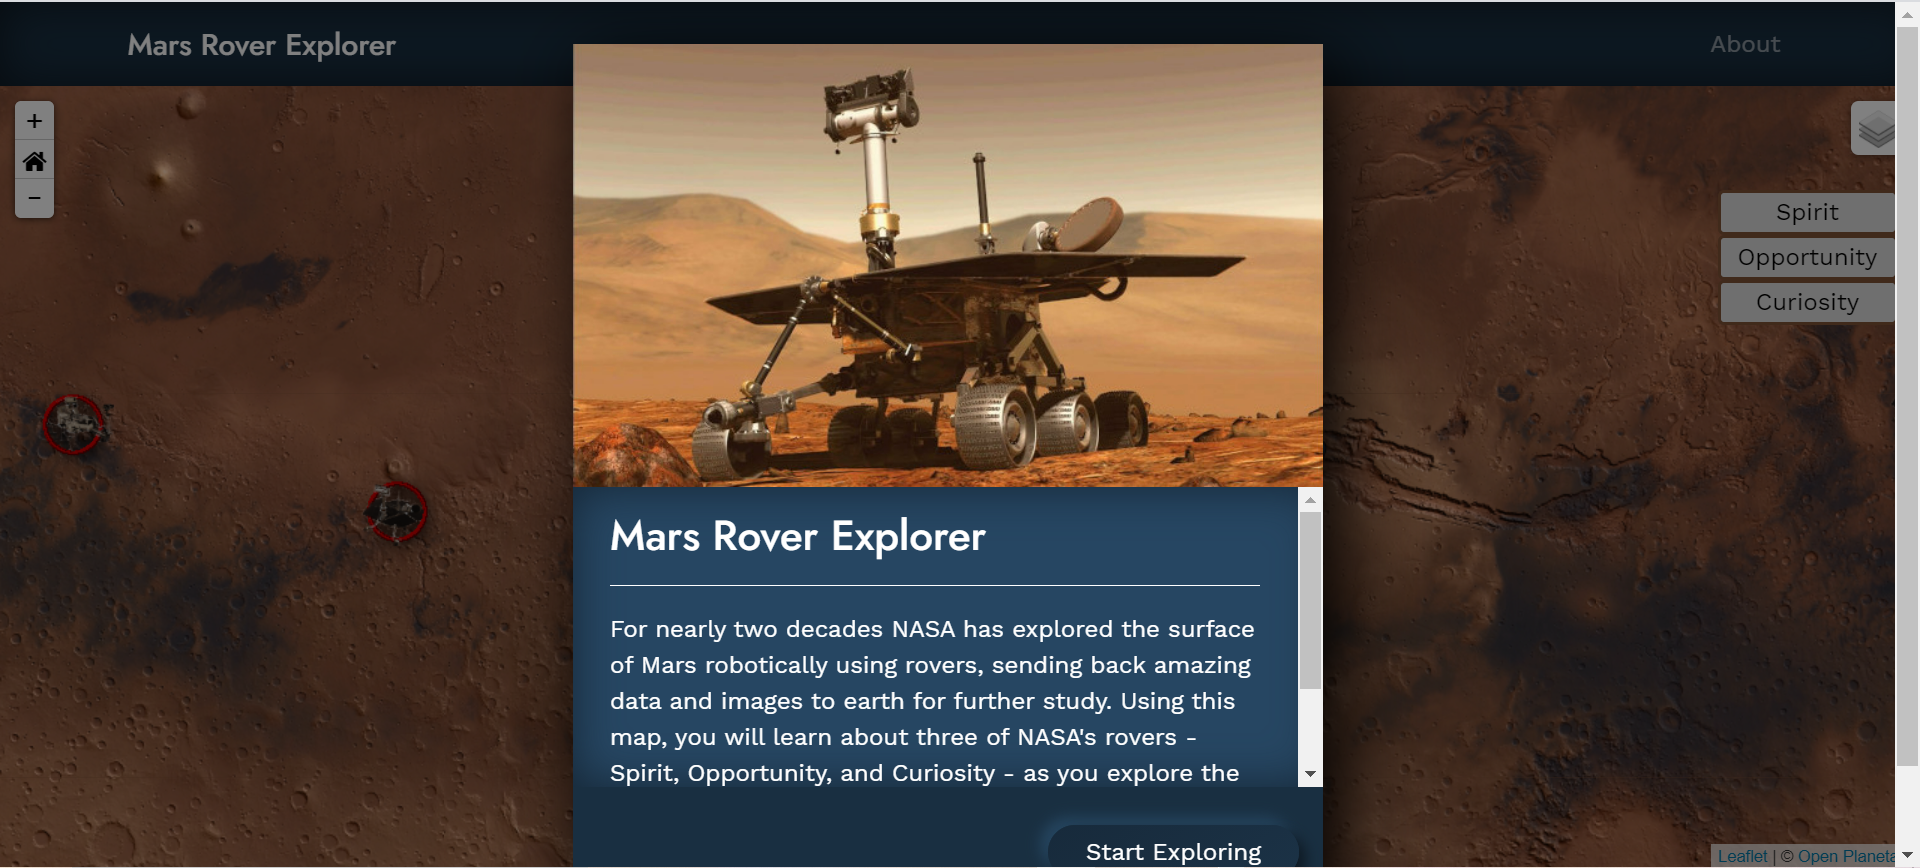 Mars Rover Explorer
About
+
−
Spirit
Opportunity
Curiosity
Mars Rover Explorer
For nearly two decades NASA has explored the surface
of Mars robotically using rovers, sending back amazing
data and images to earth for further study. Using this
map, you will learn about three of NASA's rovers -
Spirit, Opportunity, and Curiosity - as you explore the
Start Exploring
Leaflet | © Open Planeta